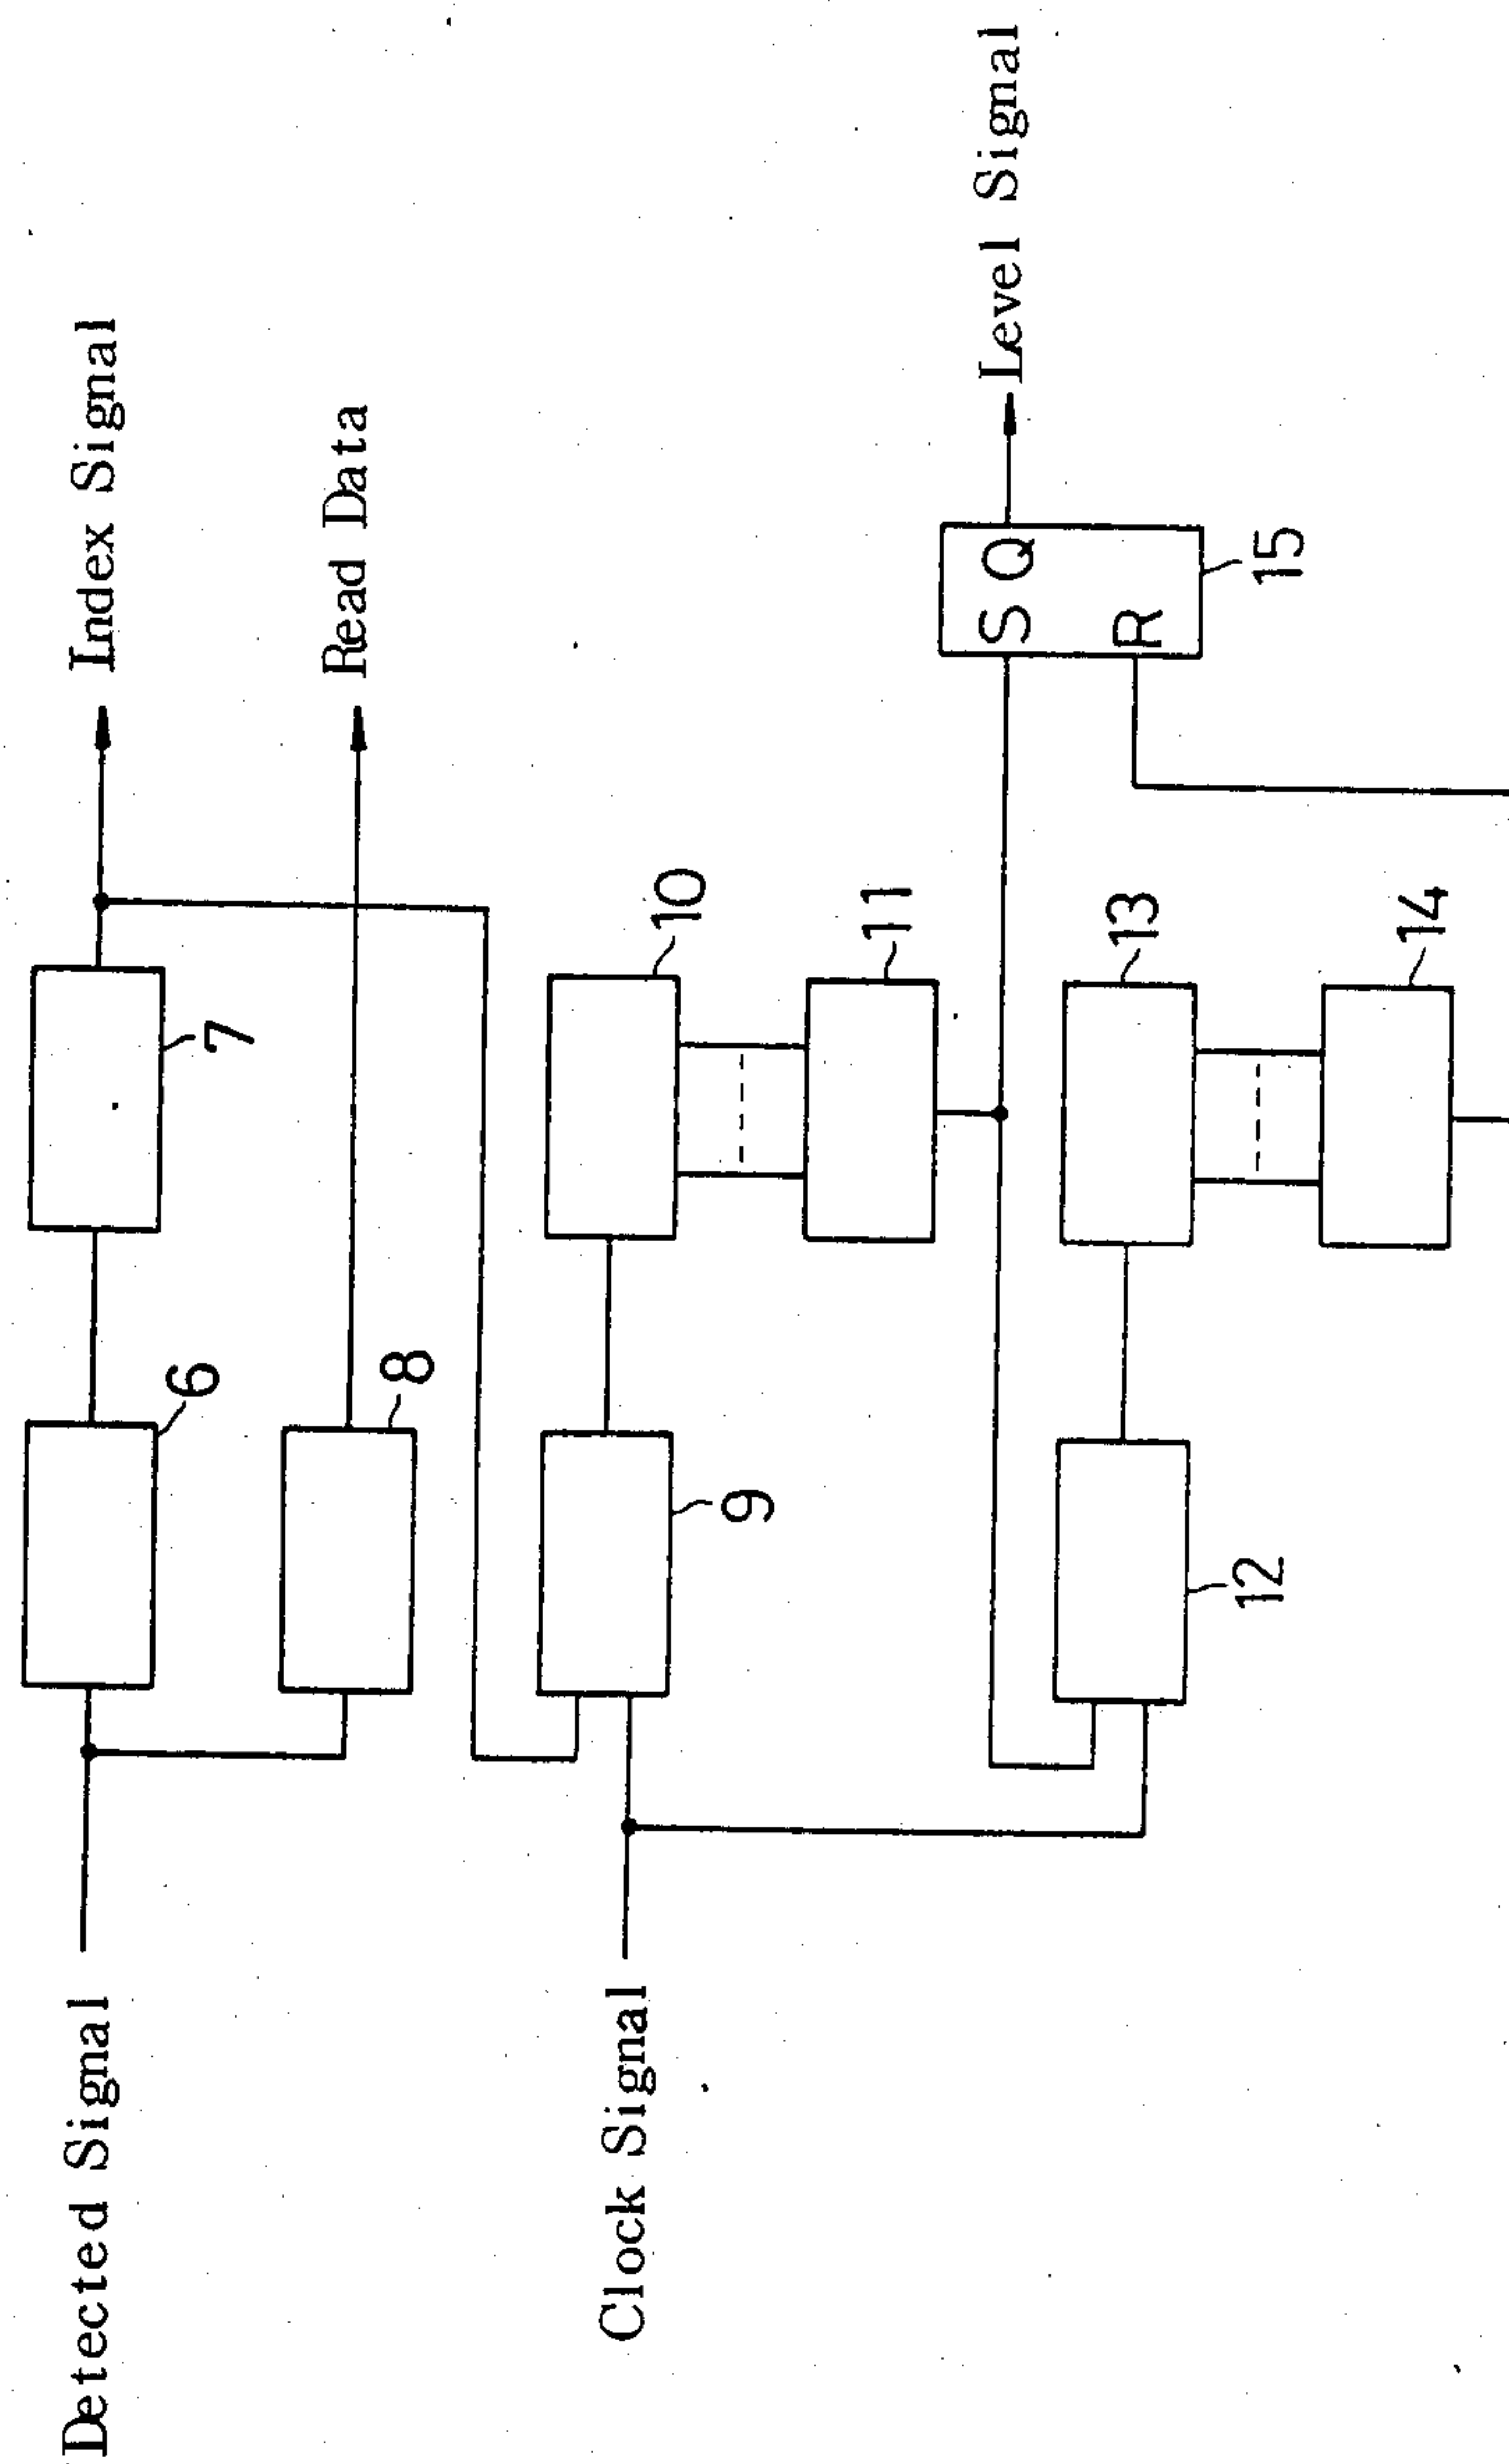 Detected Signal
6
7
Index Signal
8
Read Data
Clock Signal
9
10
11
S Q
R
15
Level Signal
12
13
14